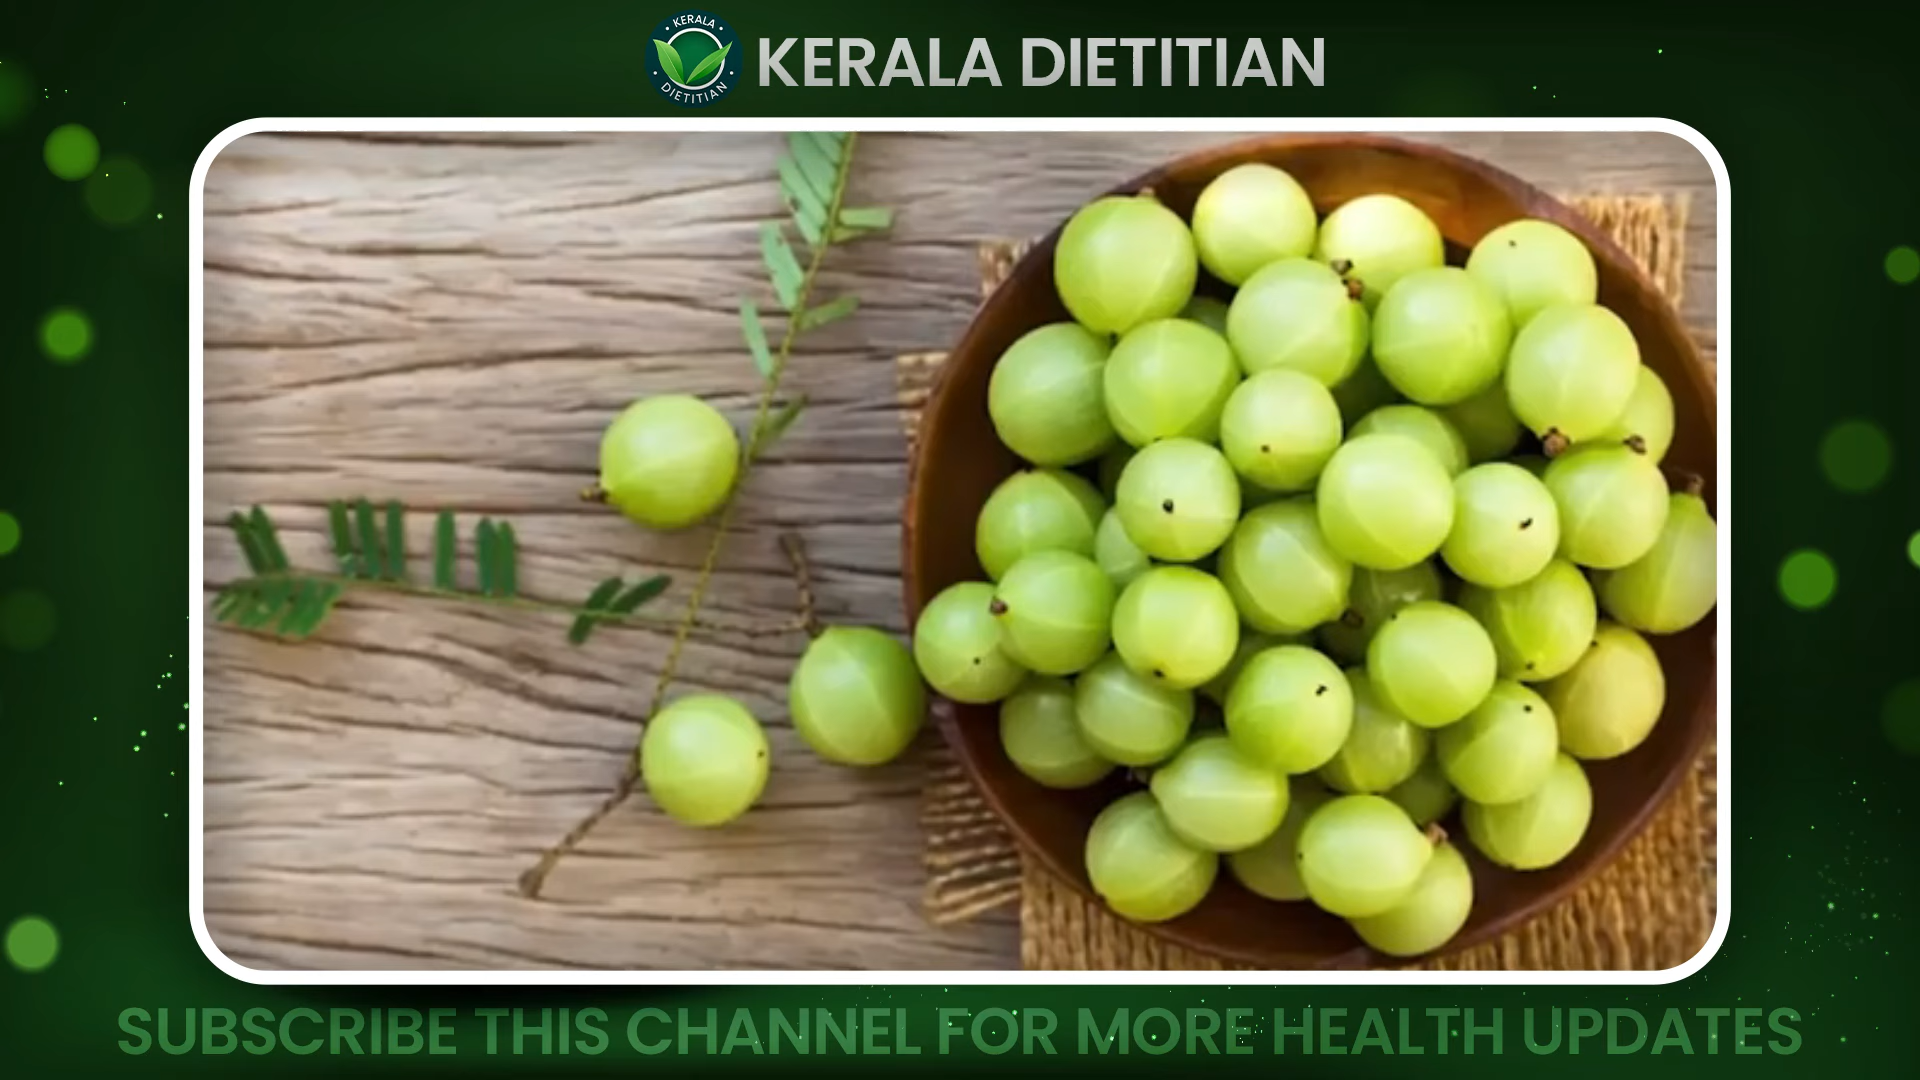 KERALA
DIETITIAN
KERALA DIETITIAN
SUBSCRIBE THIS CHANNEL FOR MORE HEALTH UPDATES